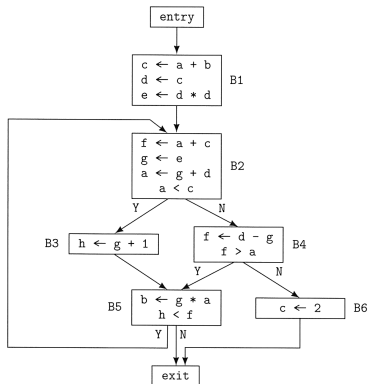 entry
c ← a + b
d ← c
e ← d * d
B1
f ← a + c
g ← e
a ← g + d
a < c
B2
Y
N
B3
h ← g + 1
f ← d - g
f > a
B4
Y
N
B5
b ← g * a
h < f
c ← 2
B6
Y
N
exit